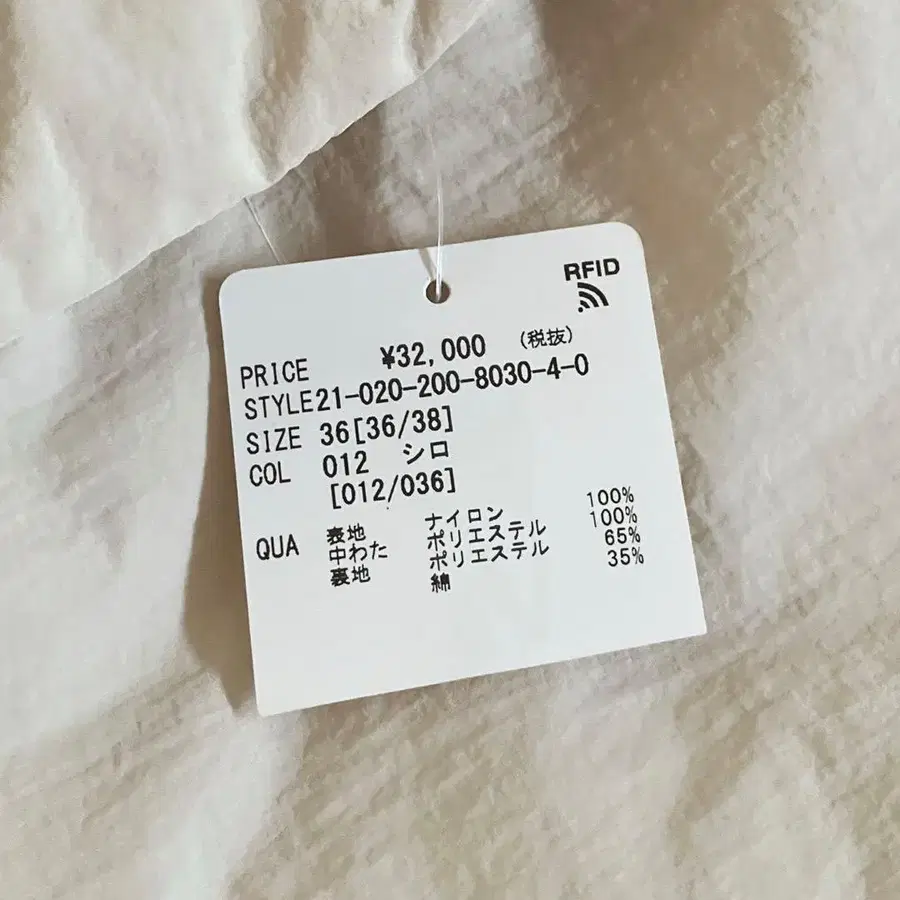 RFID
PRICE ¥32,000 (税抜)
STYLE 21-020-200-8030-4-0
SIZE 36[36/38]
COL 012 シロ
[012/036]
QUA 表地 ナイロン 100%
中わた ポリエステル 100%
裏地 ポリエステル 65%
綿 35%